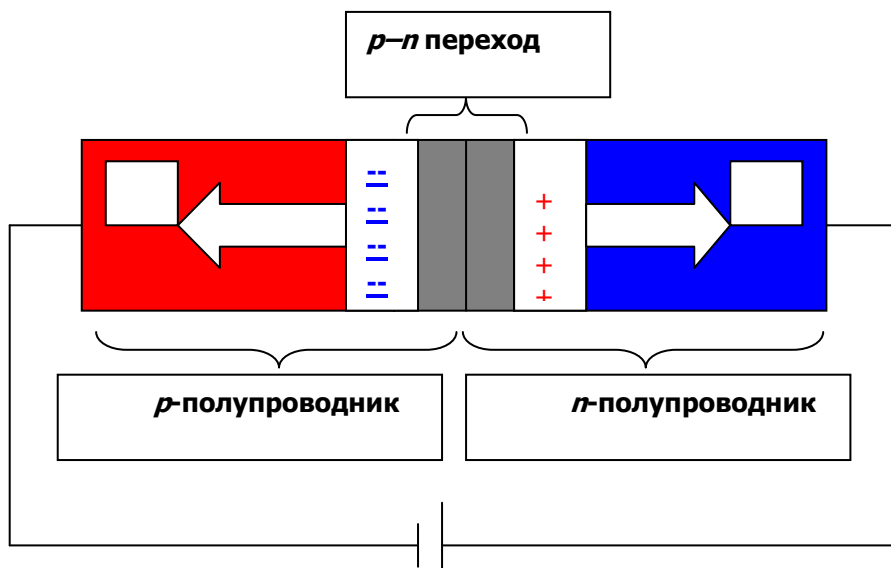 p–n переход
-- -- -- --
+ + + +
p-полупроводник
n-полупроводник